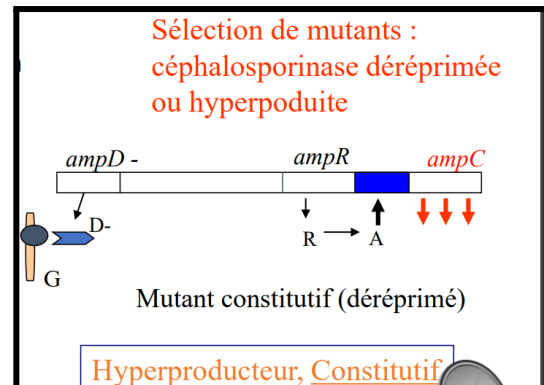 Sélection de mutants :
céphalosporinase déréprimée
ou hyperpoduite
ampD - ampR ampC
D-
R A
G
Mutant constitutif (déréprimé)
Hyperproducteur, Constitutif